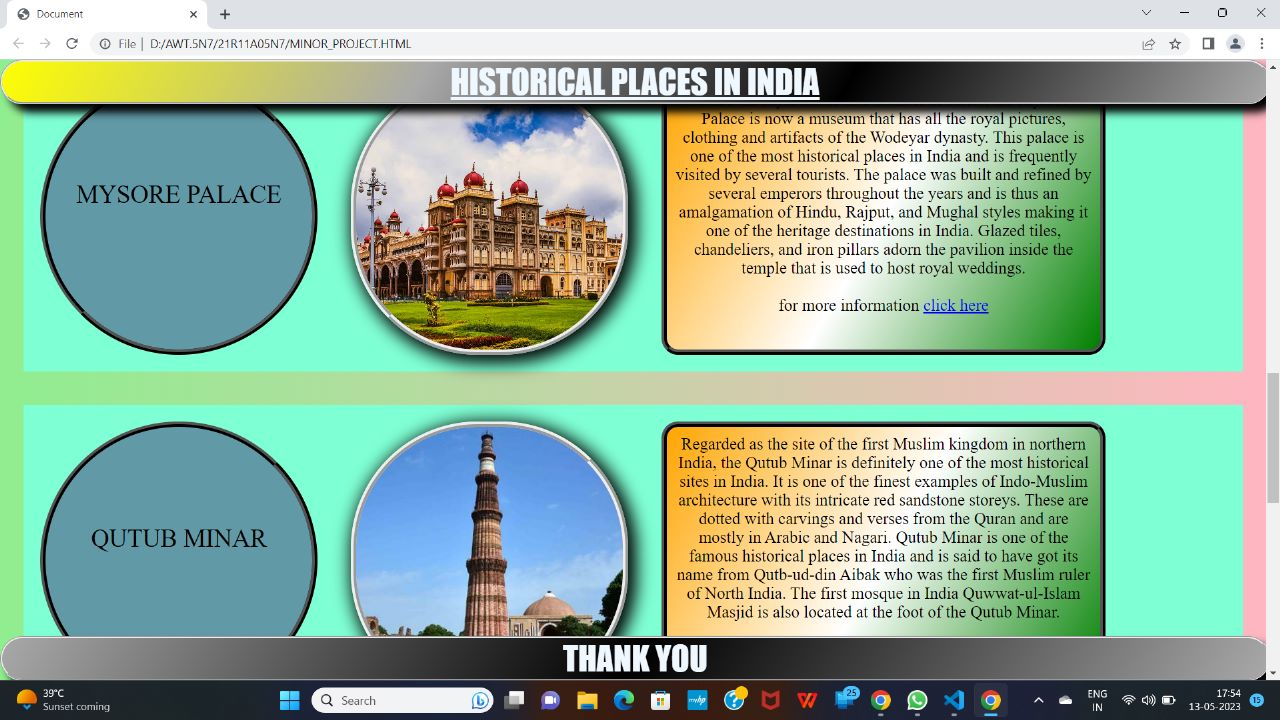 Document
File | D:/AWT.5N7/21R11A05N7/MINOR_PROJECT.HTML
HISTORICAL PLACES IN INDIA
MYSORE PALACE
Palace is now a museum that has all the royal pictures,
clothing and artifacts of the Wodeyar dynasty. This palace is
one of the most historical places in India and is frequently
visited by several tourists. The palace was built and refined by
several emperors throughout the years and is thus an
amalgamation of Hindu, Rajput, and Mughal styles making it
one of the heritage destinations in India. Glazed tiles,
chandeliers, and iron pillars adorn the pavilion inside the
temple that is used to host royal weddings.
for more information click here
QUTUB MINAR
Regarded as the site of the first Muslim kingdom in northern
India, the Qutub Minar is definitely one of the most historical
sites in India. It is one of the finest examples of Indo-Muslim
architecture with its intricate red sandstone storeys. These are
dotted with carvings and verses from the Quran and are
mostly in Arabic and Nagari. Qutub Minar is one of the
famous historical places in India and is said to have got its
name from Qutb-ud-din Aibak who was the first Muslim ruler
of North India. The first mosque in India Quwwat-ul-Islam
Masjid is also located at the foot of the Qutub Minar.
THANK YOU
39°C
Sunset coming
Search
25
ENG
IN
17:54
13-05-2023
15